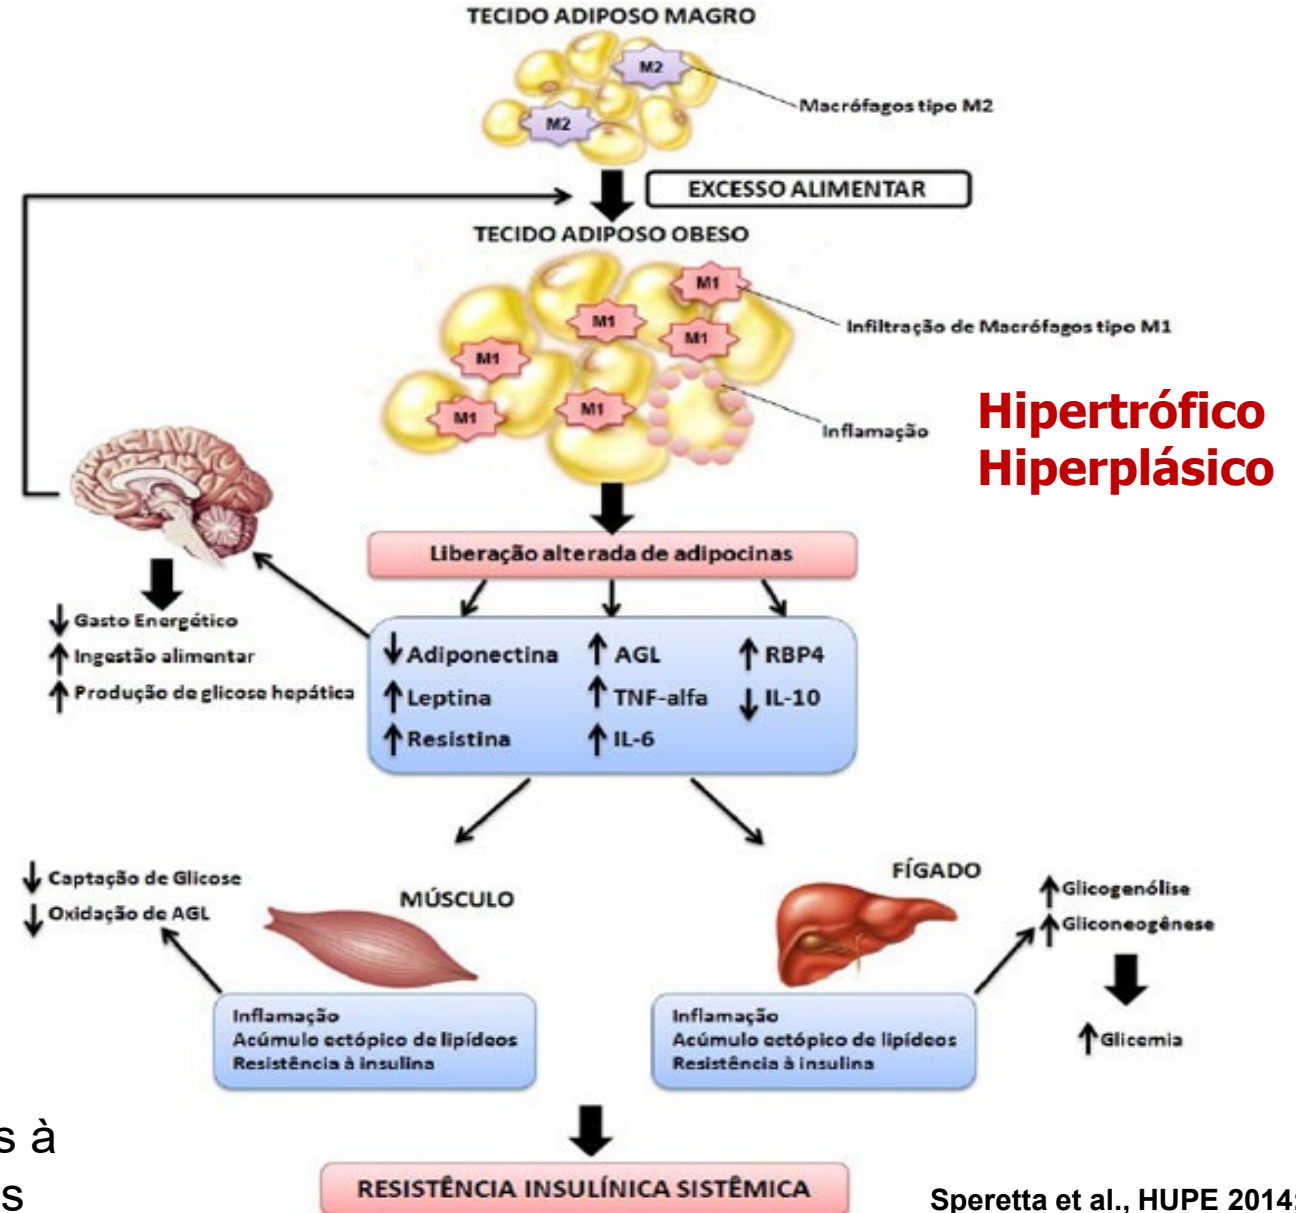 TECIDO ADIPOSO MAGRO
M2
M2
Macrófagos tipo M2
EXCESSO ALIMENTAR
TECIDO ADIPOSO OBESO
M1
M1
M1
M1
M1
M1
Infiltração de Macrófagos tipo M1
Inflamação
Hipertrófico
Hiperplásico
Liberação alterada de adipocinas
↓ Gasto Energético
↑ Ingestão alimentar
↑ Produção de glicose hepática
↓ Adiponectina
↑ Leptina
↑ Resistina
↑ AGL
↑ TNF-alfa
↑ IL-6
↑ RBP4
↓ IL-10
↓ Captação de Glicose
↓ Oxidação de AGL
MÚSCULO
Inflamação
Acúmulo ectópico de lipídeos
Resistência à insulina
FÍGADO
Inflamação
Acúmulo ectópico de lipídeos
Resistência à insulina
↑ Glicogenólise
↑ Gliconeogênese
↑ Glicemia
RESISTÊNCIA INSULÍNICA SISTÊMICA
s à
s
Speretta et al., HUPE 2014: